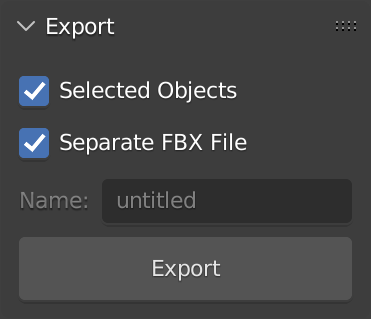 Export
Selected Objects
Separate FBX File
Name: untitled
Export